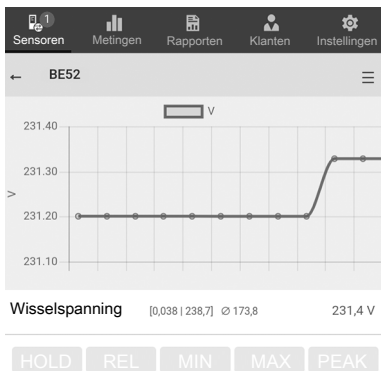 1
Sensoren Metingen Rapporten Klanten Instellingen
← BE52
V
231.40
231.30
V
231.20
231.10
Wisselspanning [0,038 | 238,7] ∅ 173,8 231,4 V
HOLD REL MIN MAX PEAK